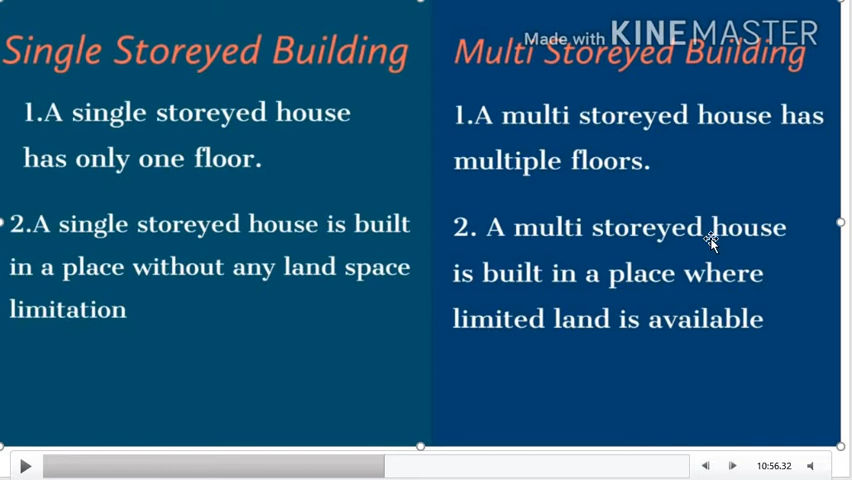 Single Storeyed Building
1.A single storeyed house
has only one floor.
2.A single storeyed house is built
in a place without any land space
limitation
Made with KINEMASTER
Multi Storeyed Building
1.A multi storeyed house has
multiple floors.
2. A multi storeyed house
is built in a place where
limited land is available
10:56.32